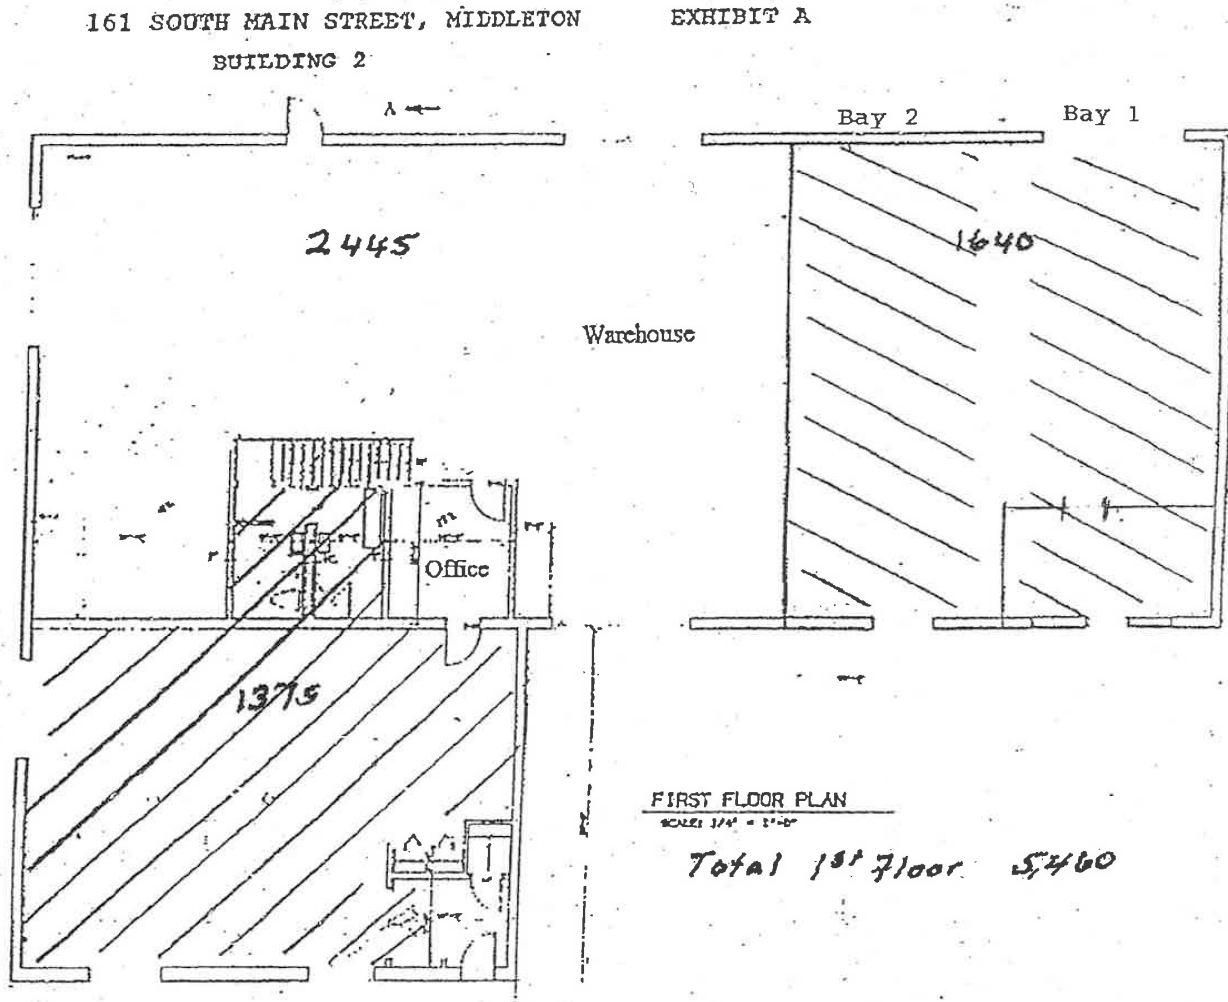 161 SOUTH MAIN STREET, MIDDLETON EXHIBIT A
BUILDING 2
A
Bay 2 Bay 1
2445
1640
Warehouse
Office
1375
FIRST FLOOR PLAN
Total 1st Floor 5,460